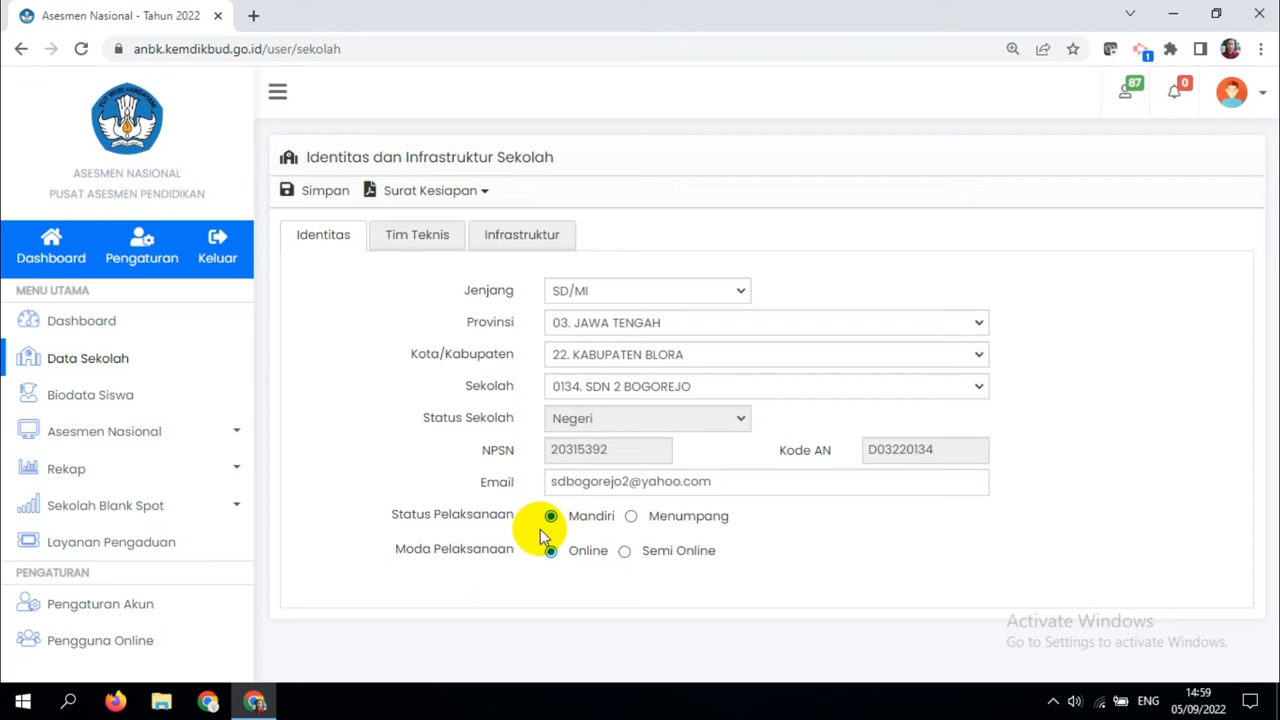 Asesmen Nasional - Tahun 2022
anbk.kemdikbud.go.id/user/sekolah
1
87
0
ASESMEN NASIONAL
PUSAT ASESMEN PENDIDIKAN
Dashboard Pengaturan Keluar
MENU UTAMA
Dashboard
Data Sekolah
Biodata Siswa
Asesmen Nasional
Rekap
Sekolah Blank Spot
Layanan Pengaduan
PENGATURAN
Pengaturan Akun
Pengguna Online
Identitas dan Infrastruktur Sekolah
Simpan Surat Kesiapan
Identitas Tim Teknis Infrastruktur
Jenjang SD/MI
Provinsi 03. JAWA TENGAH
Kota/Kabupaten 22. KABUPATEN BLORA
Sekolah 0134. SDN 2 BOGOREJO
Status Sekolah Negeri
NPSN 20315392 Kode AN D03220134
Email sdbogorejo2@yahoo.com
Status Pelaksanaan Mandiri Menumpang
Moda Pelaksanaan Online Semi Online
Activate Windows
Go to Settings to activate Windows.
ENG
14:59
05/09/2022